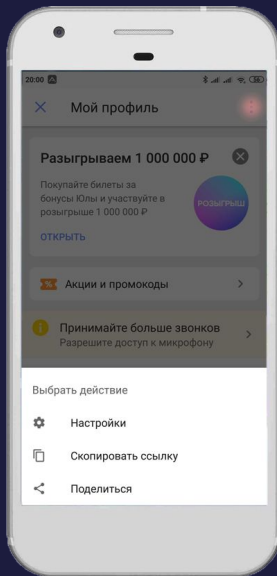 20:00
Мой профиль
Разыгрываем 1 000 000 ₽
Покупайте билеты за
бонусы Юлы и участвуйте в
розыгрыше 1 000 000 ₽
РОЗЫГРЫШ
ОТКРЫТЬ
Акции и промокоды
Принимайте больше звонков
Разрешите доступ к микрофону
Выбрать действие
Настройки
Скопировать ссылку
Поделиться